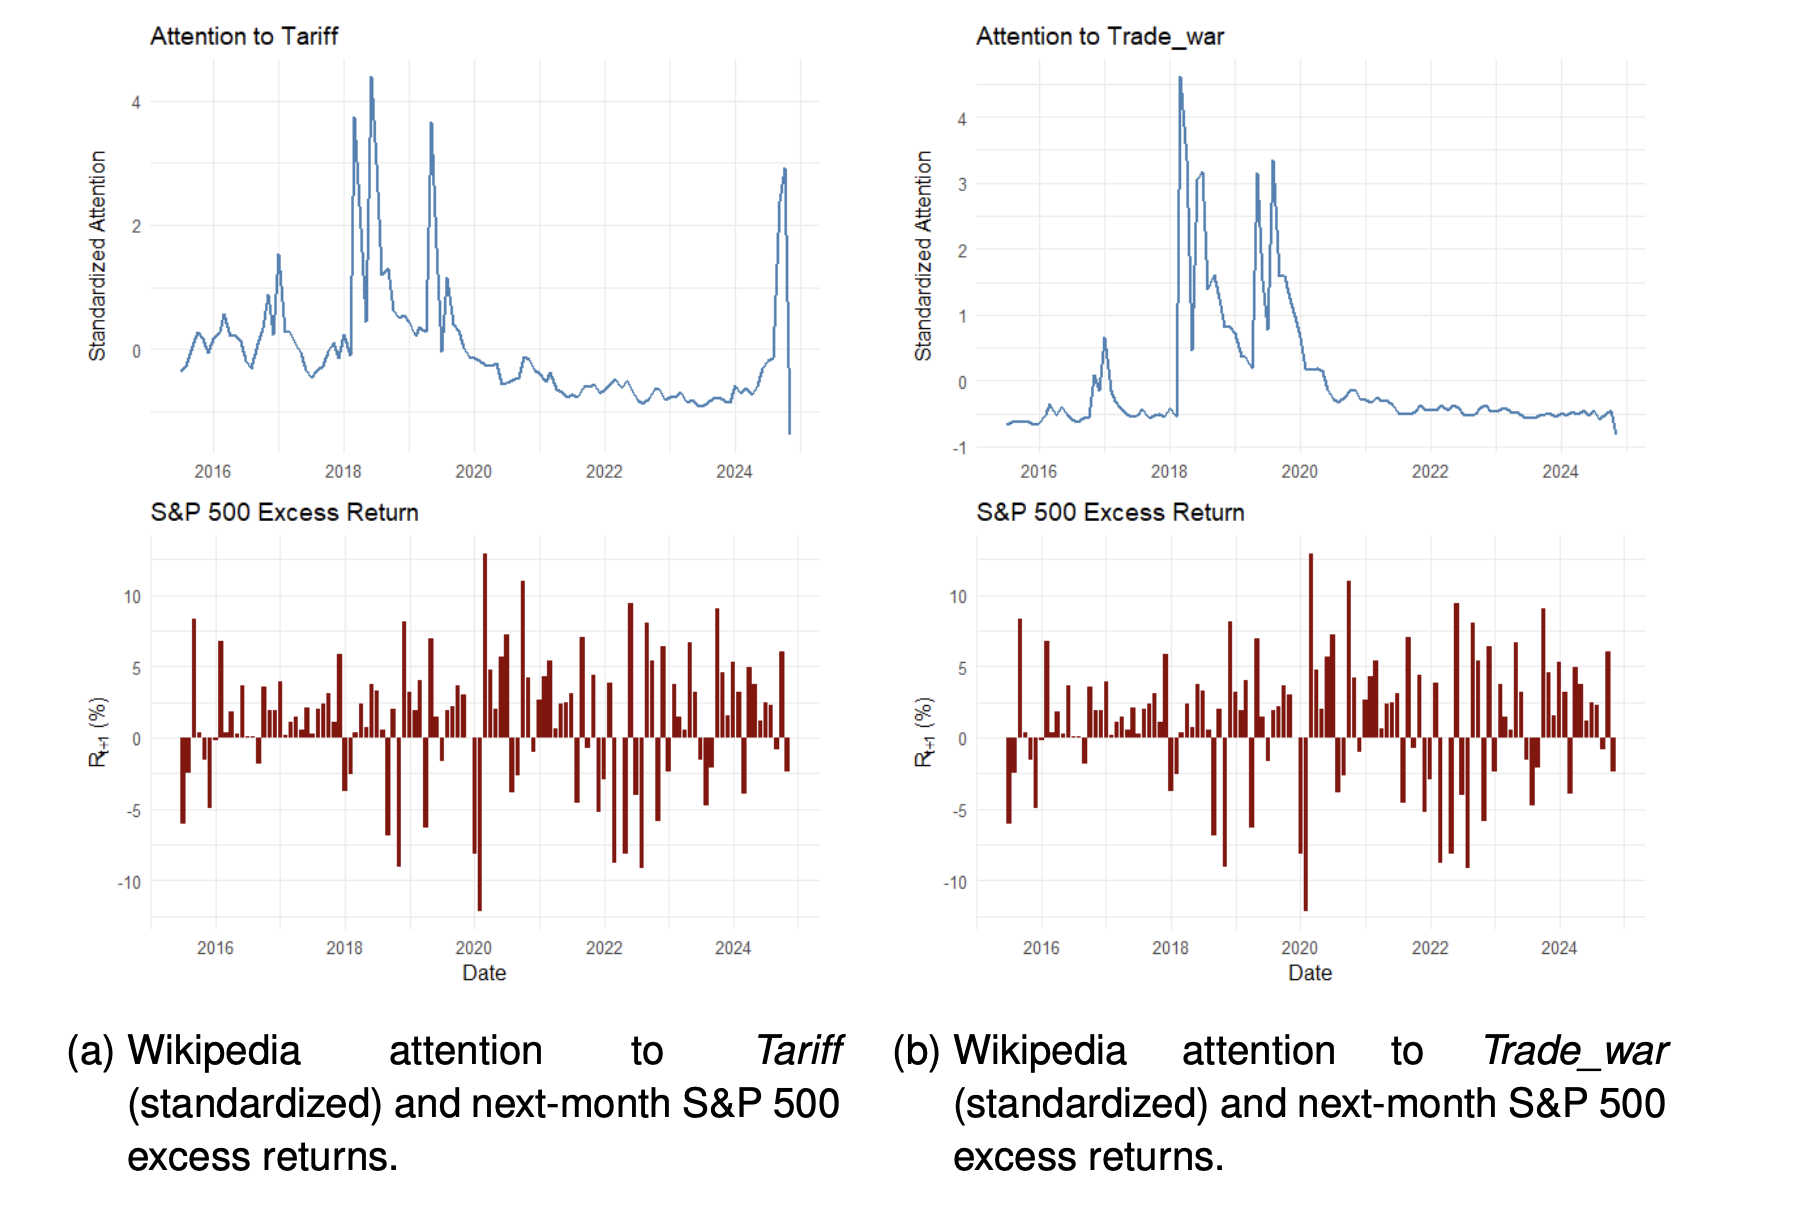 Attention to Tariff
Standardized Attention
4
2
0
2016 2018 2020 2022 2024
S&P 500 Excess Return
Rt+1 (%)
10
5
0
-5
-10
2016 2018 2020 2022 2024
Date
(a) Wikipedia attention to Tariff
(standardized) and next-month S&P 500
excess returns.
Attention to Trade_war
Standardized Attention
4
3
2
1
0
-1
2016 2018 2020 2022 2024
S&P 500 Excess Return
Rt+1 (%)
10
5
0
-5
-10
2016 2018 2020 2022 2024
Date
(b) Wikipedia attention to Trade_war
(standardized) and next-month S&P 500
excess returns.